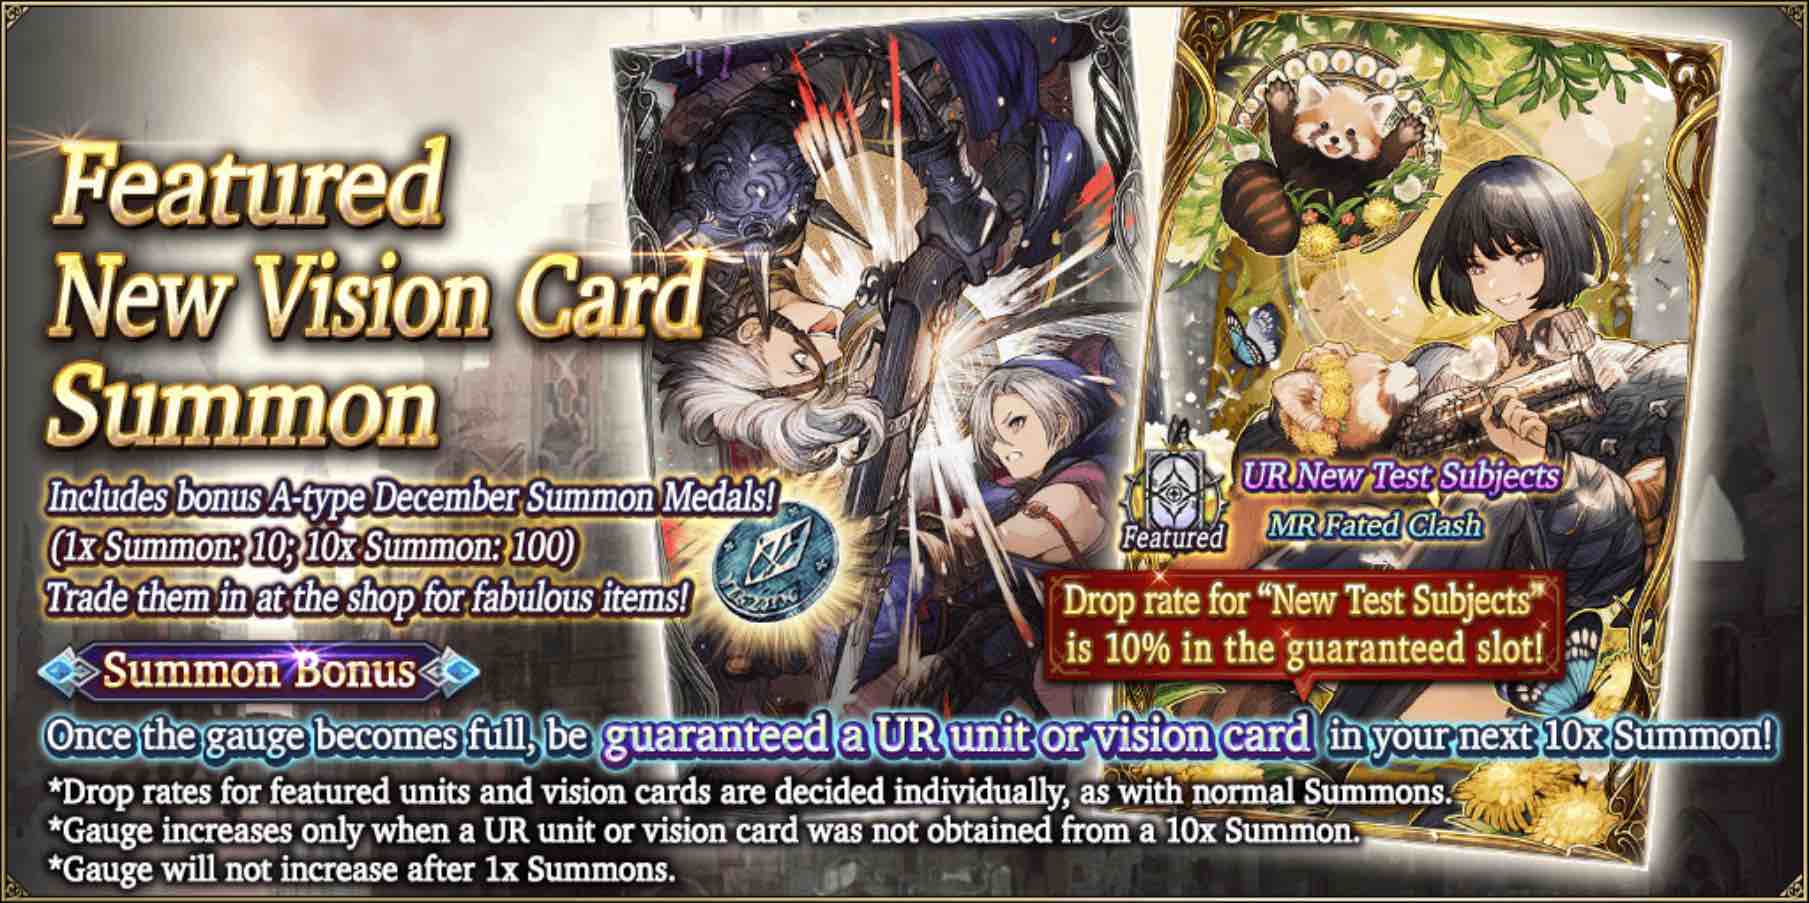 Featured
New Vision Card
Summon
Includes bonus A-type December Summon Medals!
(1x Summon: 10; 10x Summon: 100)
Trade them in at the shop for fabulous items!
Featured
UR New Test Subjects
MR Fated Clash
Drop rate for “New Test Subjects”
is 10% in the guaranteed slot!
Summon Bonus
Once the gauge becomes full, be guaranteed a UR unit or vision card in your next 10x Summon!
*Drop rates for featured units and vision cards are decided individually, as with normal Summons.
*Gauge increases only when a UR unit or vision card was not obtained from a 10x Summon.
*Gauge will not increase after 1x Summons.